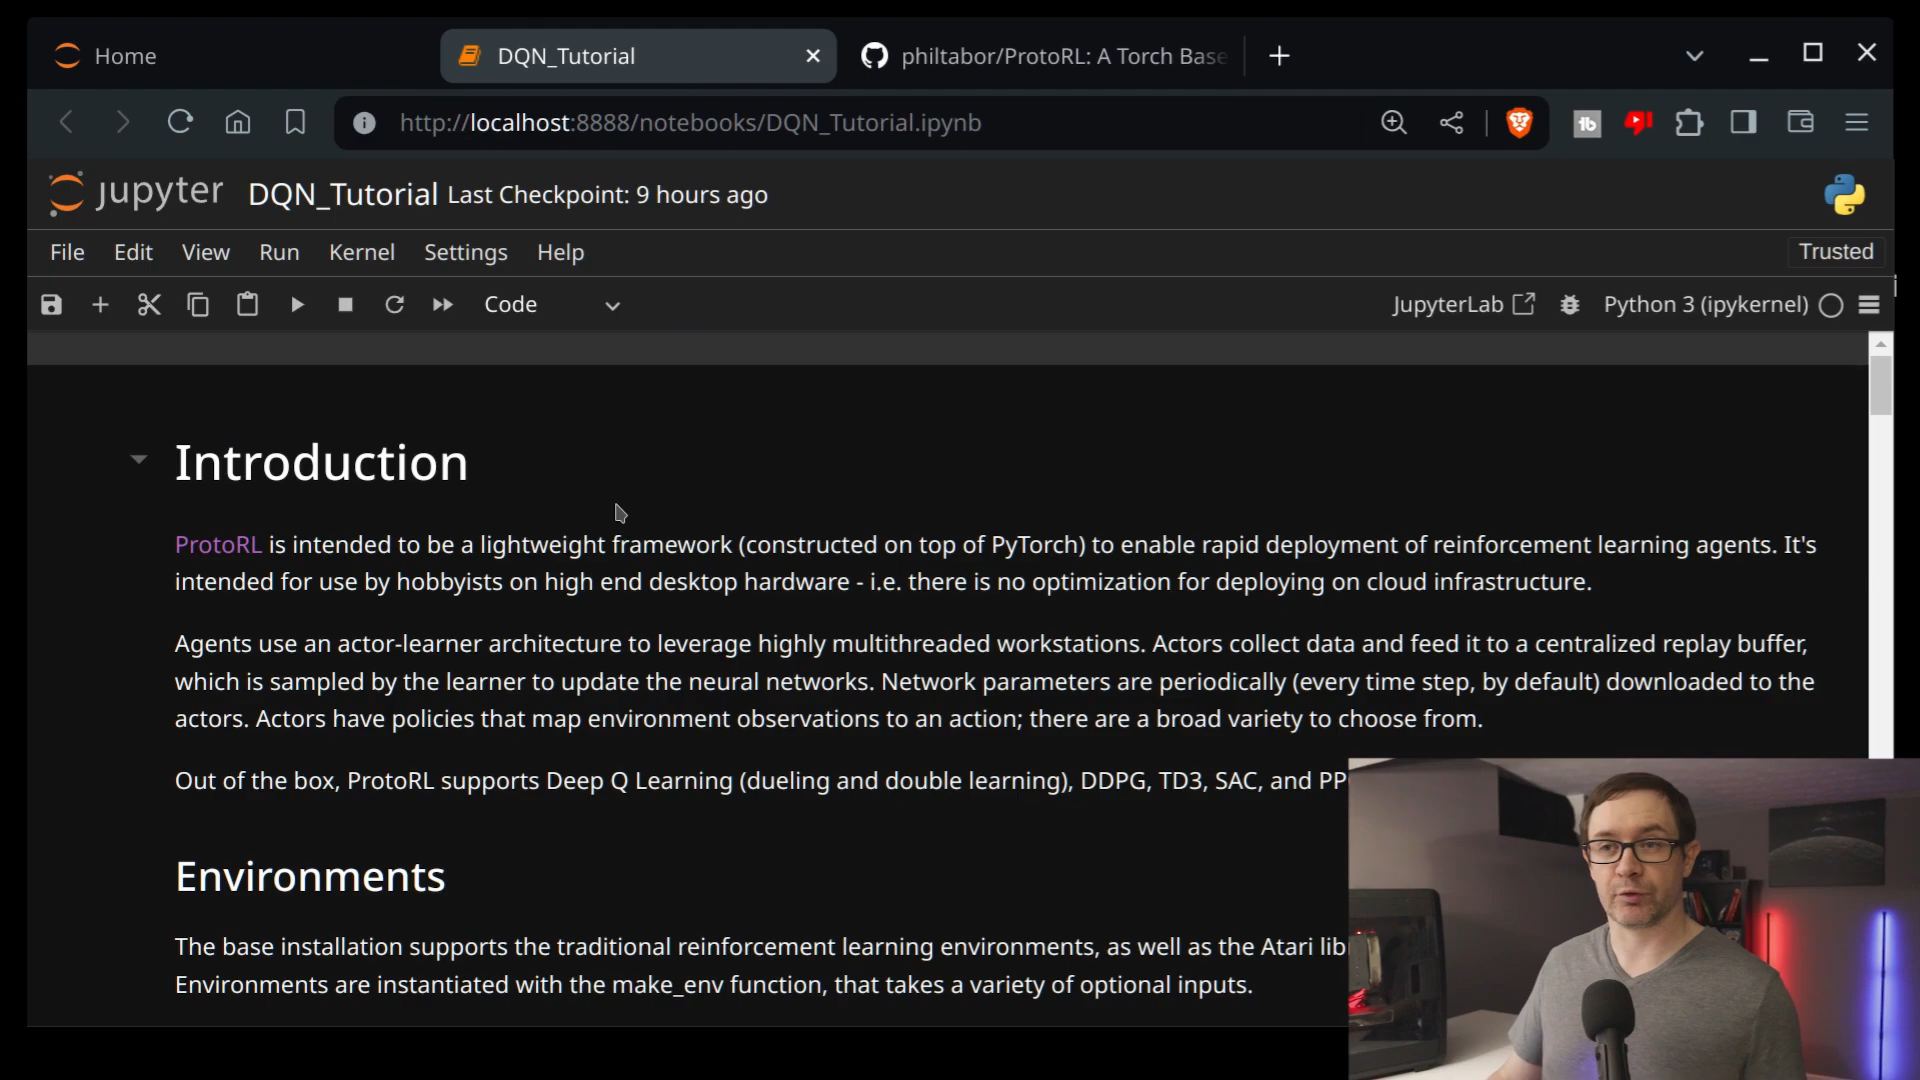 Home
DQN_Tutorial
philtabor/ProtoRL: A Torch Base
http://localhost:8888/notebooks/DQN_Tutorial.ipynb
jupyter DQN_Tutorial Last Checkpoint: 9 hours ago
File Edit View Run Kernel Settings Help
Trusted
Code
JupyterLab
Python 3 (ipykernel)
Introduction
ProtoRL is intended to be a lightweight framework (constructed on top of PyTorch) to enable rapid deployment of reinforcement learning agents. It's
intended for use by hobbyists on high end desktop hardware - i.e. there is no optimization for deploying on cloud infrastructure.
Agents use an actor-learner architecture to leverage highly multithreaded workstations. Actors collect data and feed it to a centralized replay buffer,
which is sampled by the learner to update the neural networks. Network parameters are periodically (every time step, by default) downloaded to the
actors. Actors have policies that map environment observations to an action; there are a broad variety to choose from.
Out of the box, ProtoRL supports Deep Q Learning (dueling and double learning), DDPG, TD3, SAC, and
Environments
The base installation supports the traditional reinforcement learning environments, as well as the Atari
Environments are instantiated with the make_env function, that takes a variety of optional inputs.